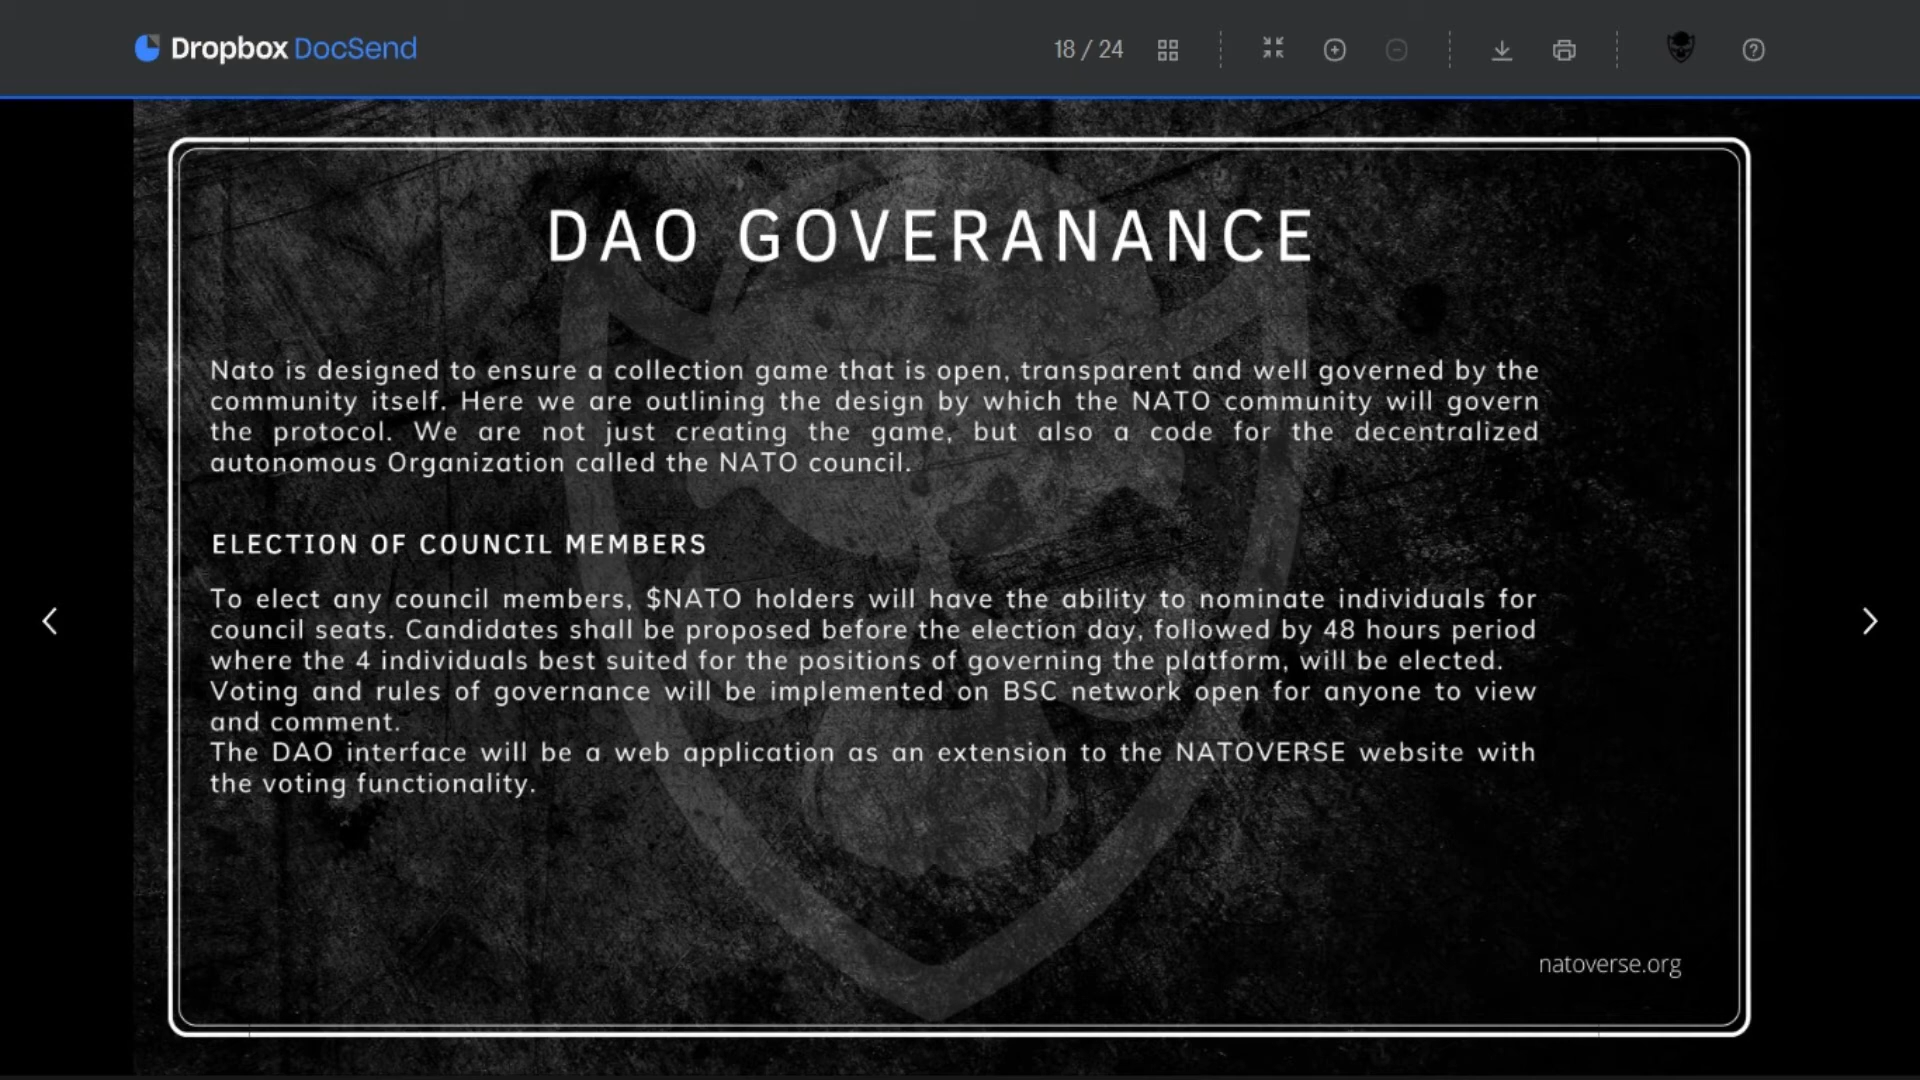 Dropbox DocSend
18 / 24
DAO GOVERANANCE
Nato is designed to ensure a collection game that is open, transparent and well governed by the
community itself. Here we are outlining the design by which the NATO community will govern
the protocol. We are not just creating the game, but also a code for the decentralized
autonomous Organization called the NATO council.
ELECTION OF COUNCIL MEMBERS
To elect any council members, $NATO holders will have the ability to nominate individuals for
council seats. Candidates shall be proposed before the election day, followed by 48 hours period
where the 4 individuals best suited for the positions of governing the platform, will be elected.
Voting and rules of governance will be implemented on BSC network open for anyone to view
and comment.
The DAO interface will be a web application as an extension to the NATOVERSE website with
the voting functionality.
natoverse.org